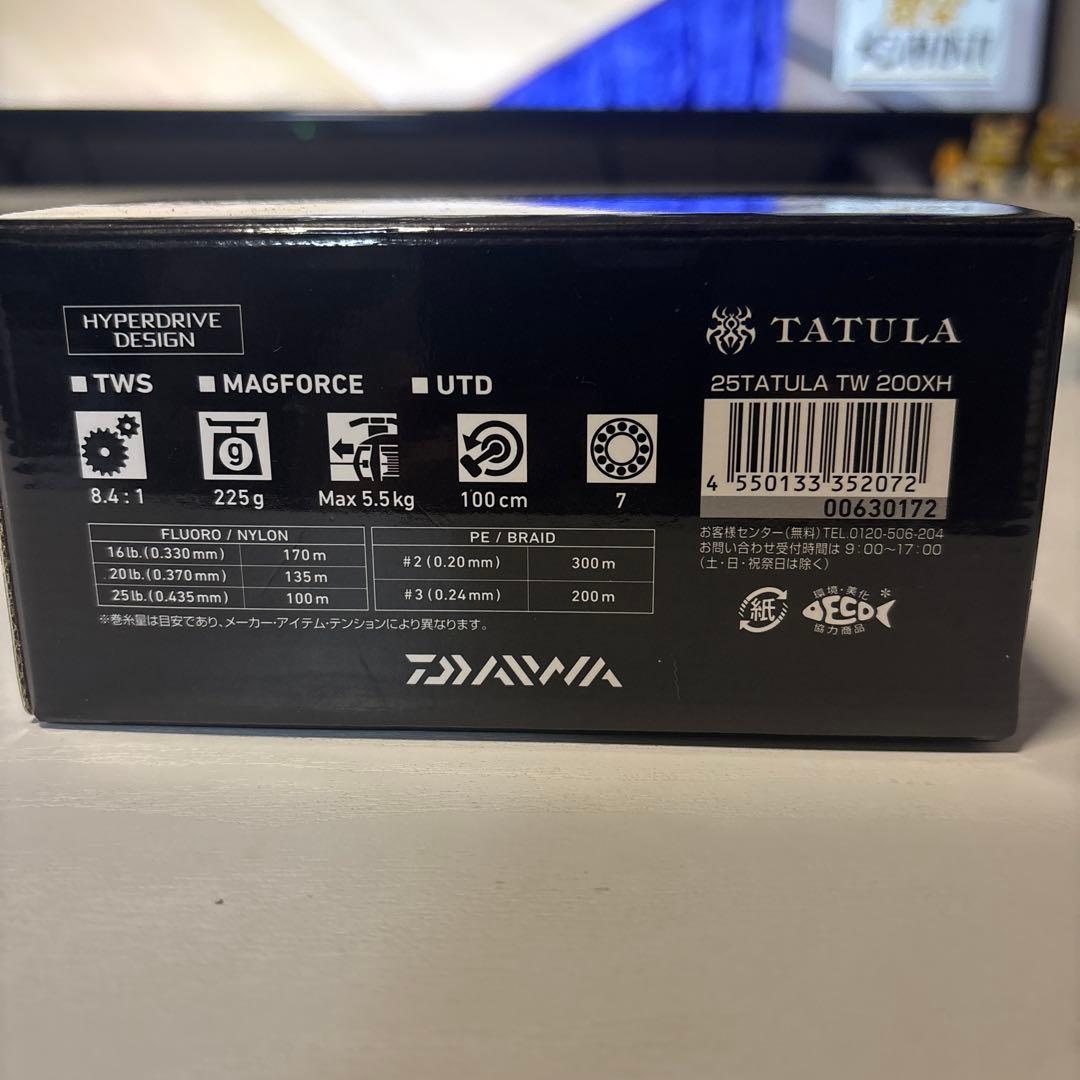 HYPERDRIVE
DESIGN
TATULA
■ TWS ■ MAGFORCE ■ UTD
25TATULA TW 200XH
g
8.4 : 1 225g Max 5.5kg 100cm 7
4 550133 352072
00630172
FLUORO / NYLON
16lb.(0.330mm) 170m
20lb.(0.370mm) 135m
25lb.(0.435mm) 100m
PE / BRAID
#2 (0.20mm) 300m
#3 (0.24mm) 200m
※巻糸量は目安であり、メーカー・アイテム・テンションにより異なります。
お客様センター(無料)TEL.0120-506-204
お問い合わせ受付時間は 9:00〜17:00
(土・日・祝祭日は除く)
紙
環境・美化
DECO
協力商品
DAIWA